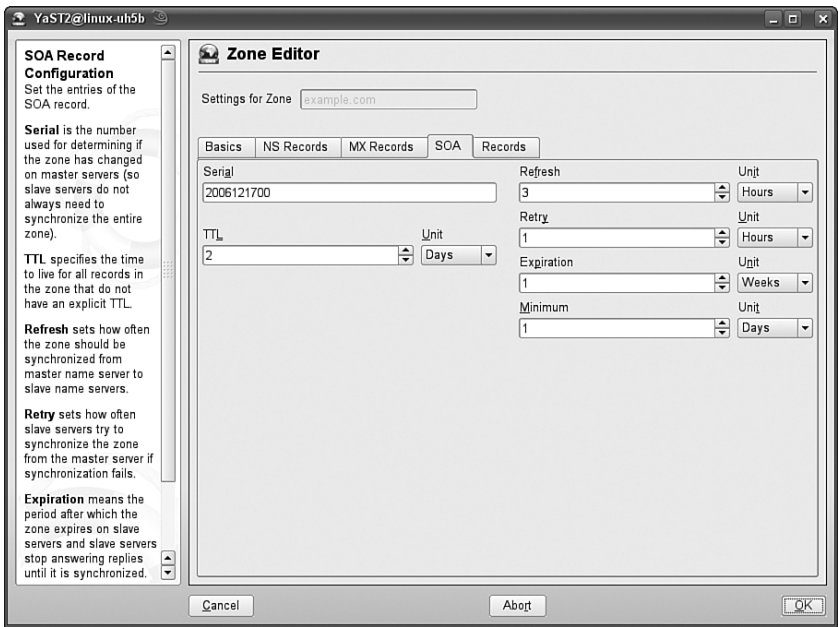 YaST2@linux-uh5b
SOA Record
Configuration
Set the entries of the
SOA record.
Serial is the number
used for determining if
the zone has changed
on master servers (so
slave servers do not
always need to
synchronize the entire
zone).
TTL specifies the time
to live for all records in
the zone that do not
have an explicit TTL.
Refresh sets how often
the zone should be
synchronized from
master name server to
slave name servers.
Retry sets how often
slave servers try to
synchronize the zone
from the master server if
synchronization fails.
Expiration means the
period after which the
zone expires on slave
servers and slave servers
stop answering replies
until it is synchronized.
Zone Editor
Settings for Zone example.com
Basics NS Records MX Records SOA Records
Serial
2006121700
TTL Unit
2 Days
Refresh Unit
3 Hours
Retry Unit
1 Hours
Expiration Unit
1 Weeks
Minimum Unit
1 Days
Cancel Abort OK